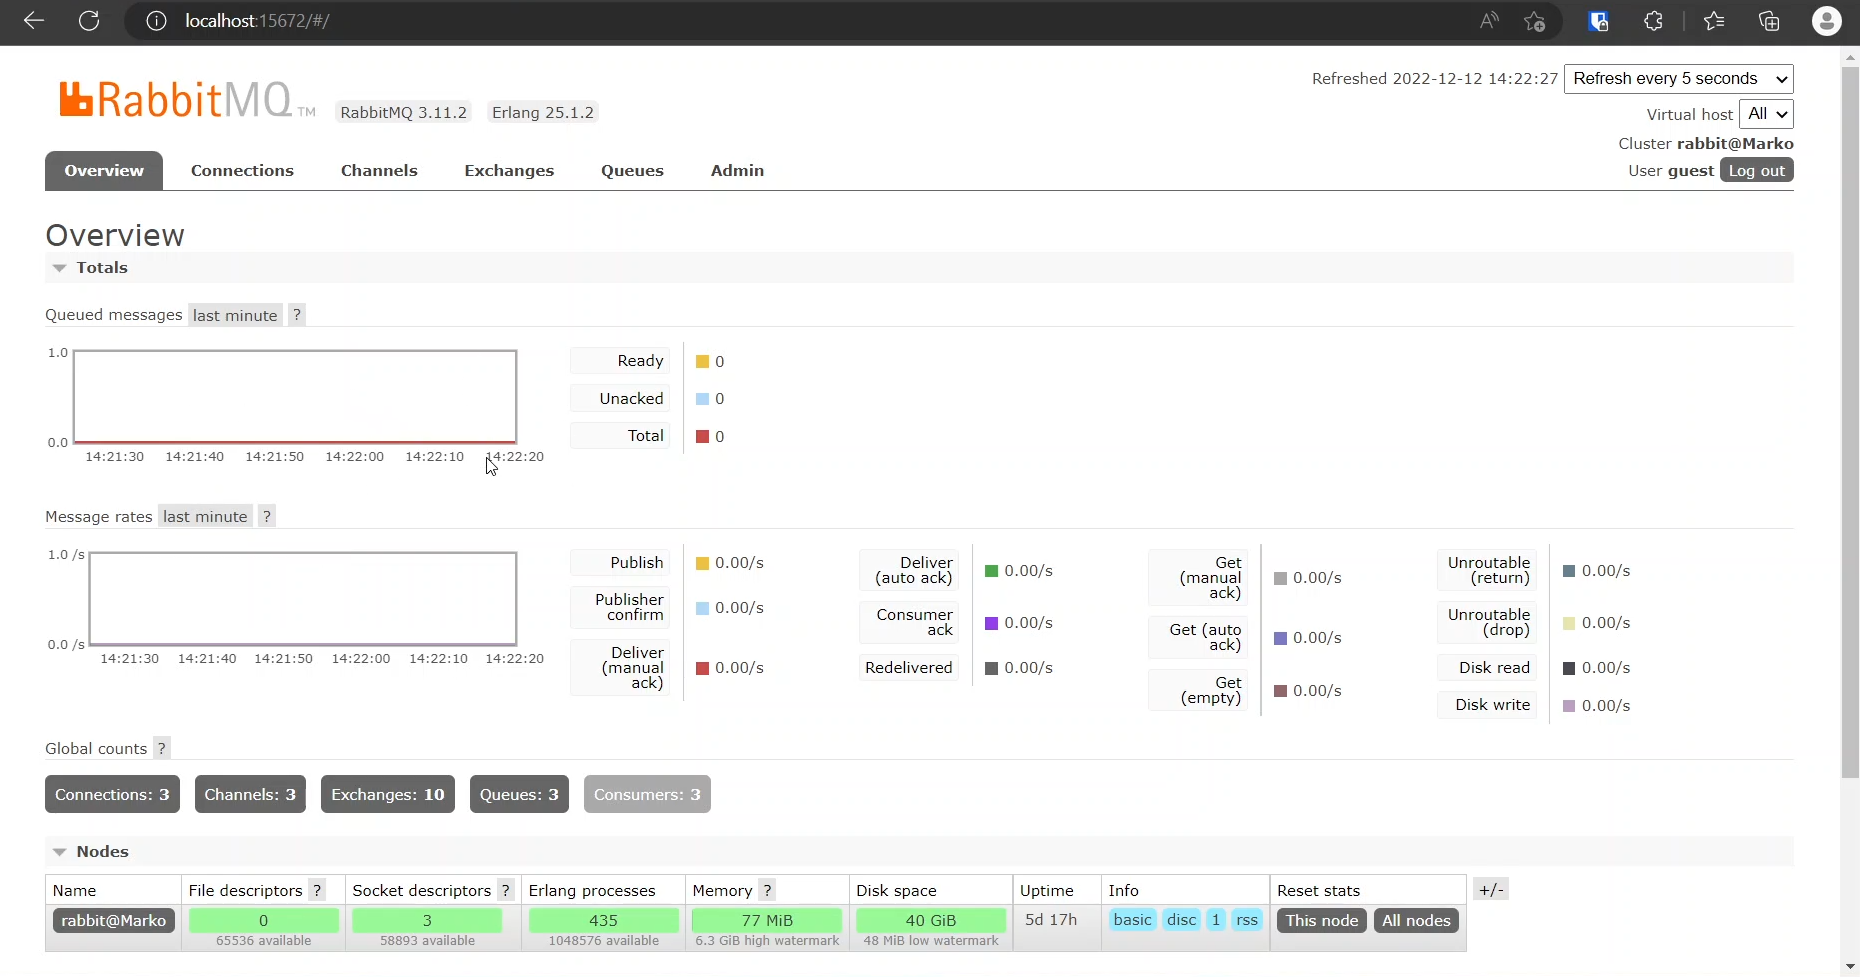 localhost:15672/#/
RabbitMQ TM RabbitMQ 3.11.2 Erlang 25.1.2
Refreshed 2022-12-12 14:22:27 Refresh every 5 seconds
Virtual host All
Cluster rabbit@Marko
User guest Log out
Overview Connections Channels Exchanges Queues Admin
Overview
Totals
Queued messages last minute ?
1.0
0.0
14:21:30 14:21:40 14:21:50 14:22:00 14:22:10 14:22:20
Ready 0
Unacked 0
Total 0
Message rates last minute ?
1.0 /s
0.0 /s
14:21:30 14:21:40 14:21:50 14:22:00 14:22:10 14:22:20
Publish 0.00/s
Publisher
confirm 0.00/s
Deliver
(manual 0.00/s
ack)
Deliver
(auto ack) 0.00/s
Consumer
ack 0.00/s
Redelivered 0.00/s
Get
(manual 0.00/s
ack)
Get (auto
ack) 0.00/s
Get
(empty) 0.00/s
Unroutable
(return) 0.00/s
Unroutable
(drop) 0.00/s
Disk read 0.00/s
Disk write 0.00/s
Global counts ?
Connections: 3 Channels: 3 Exchanges: 10 Queues: 3 Consumers: 3
Nodes
Name File descriptors ? Socket descriptors ? Erlang processes Memory ? Disk space Uptime Info Reset stats +/-
rabbit@Marko 0 3 435 77 MiB 40 GiB 5d 17h basic disc 1 rss This node All nodes
65536 available 58893 available 1048576 available 6.3 GiB high watermark 48 MiB low watermark